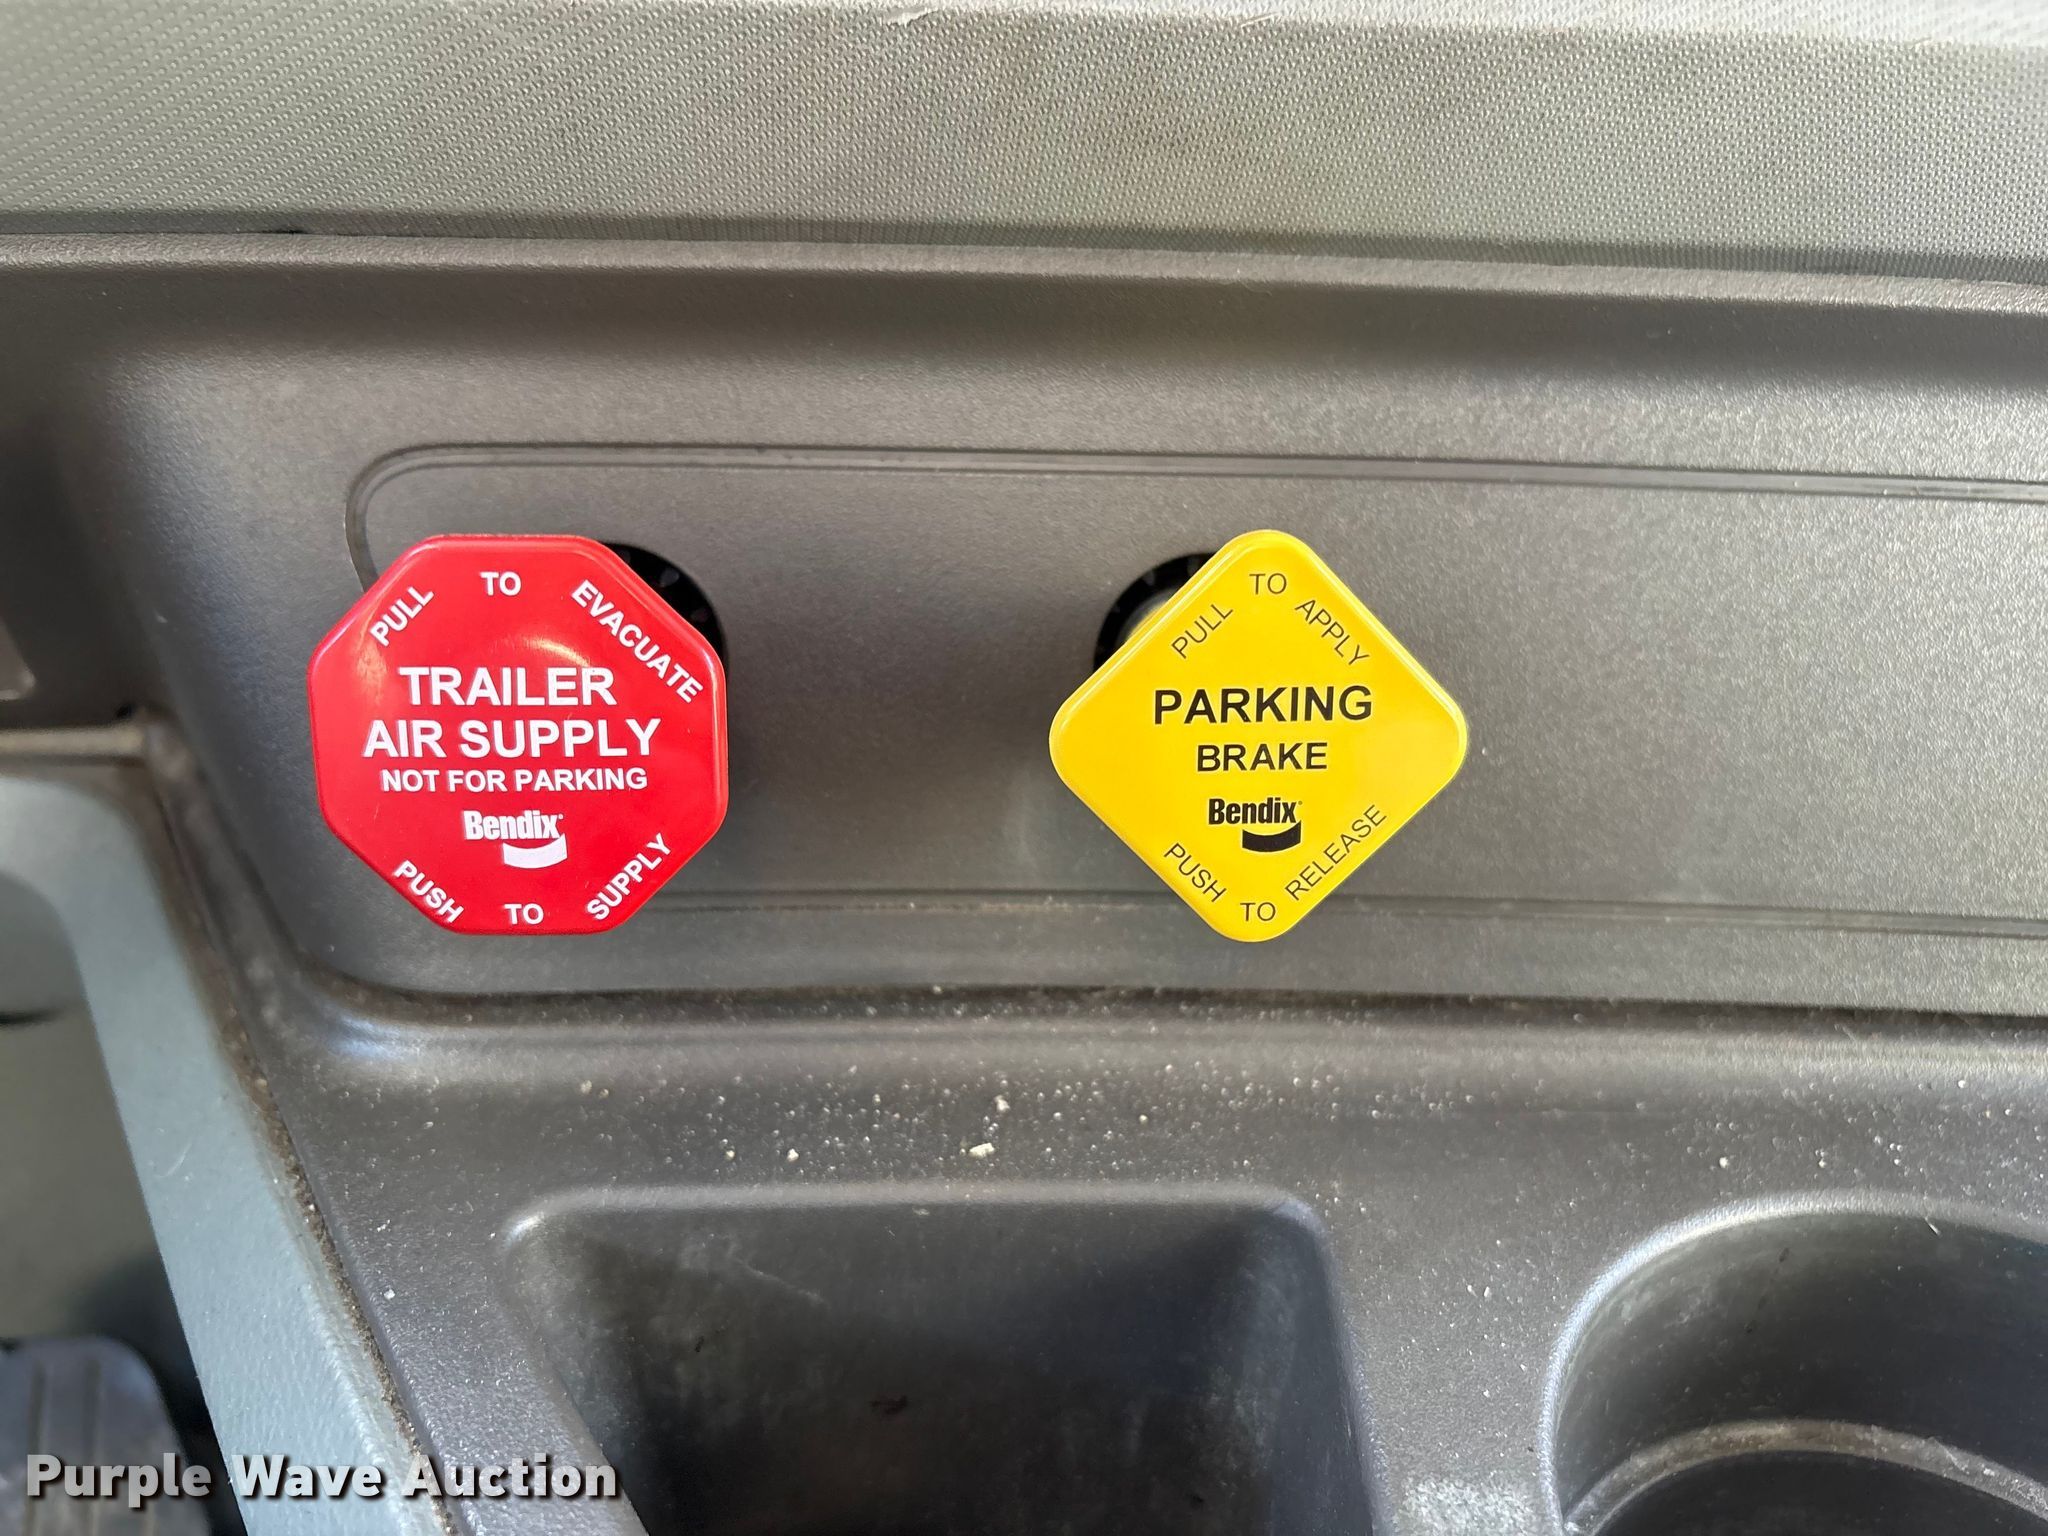 PULL TO EVACUATE
TRAILER
AIR SUPPLY
NOT FOR PARKING
Bendix
PUSH TO SUPPLY
PULL TO APPLY
PARKING
BRAKE
Bendix
PUSH TO RELEASE
Purple Wave Auction